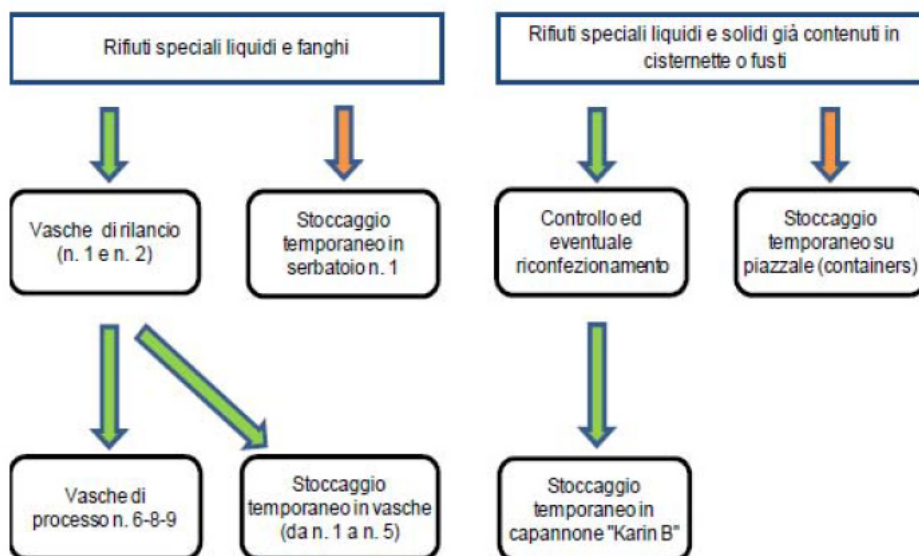 Rifiuti speciali liquidi e fanghi
Rifiuti speciali liquidi e solidi già contenuti in
cisternette o fusti
Vasche di rilancio
(n. 1 e n. 2)
Stoccaggio
temporaneo in
serbatoio n. 1
Controllo ed
eventuale
riconfezionamento
Stoccaggio
temporaneo su
piazzale (containers)
Vasche di
processo n. 6-8-9
Stoccaggio
temporaneo in vasche
(da n. 1 a n. 5)
Stoccaggio
temporaneo in
capannone "Karin B"